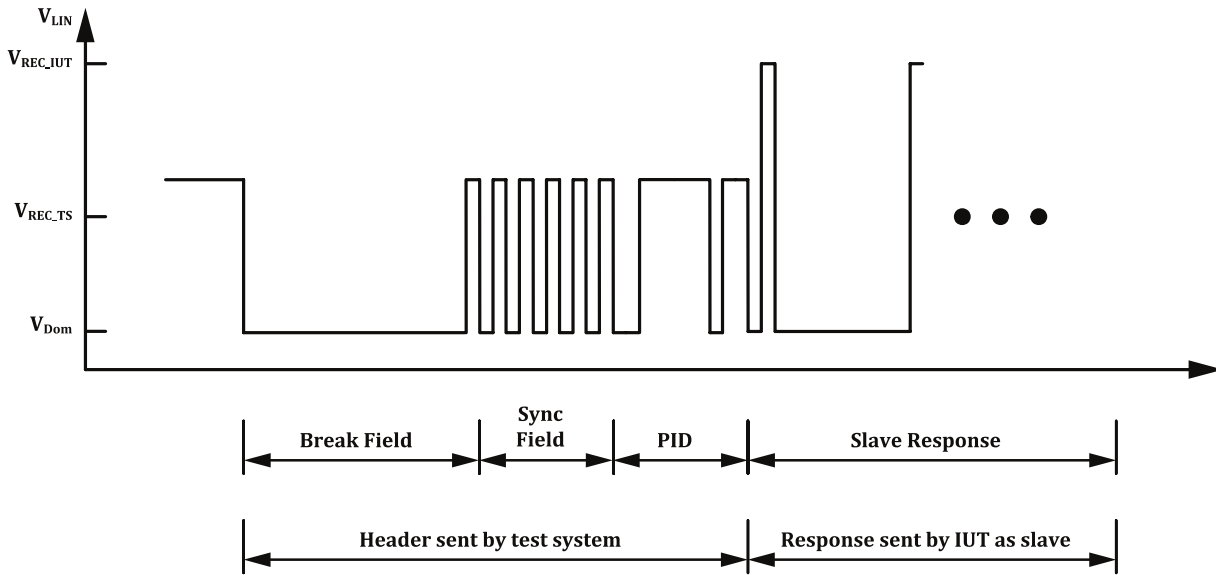 V_LIN
V_REC_IUT
V_REC_TS
V_Dom
Break Field
Sync
Field
PID
Slave Response
Header sent by test system
Response sent by IUT as slave